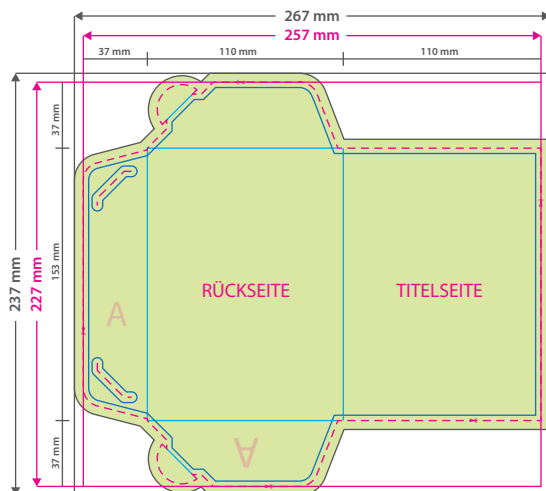 267 mm
257 mm
37 mm
110 mm
110 mm
37 mm
153 mm
37 mm
237 mm
227 mm
RÜCKSEITE
TITELSEITE
A
A